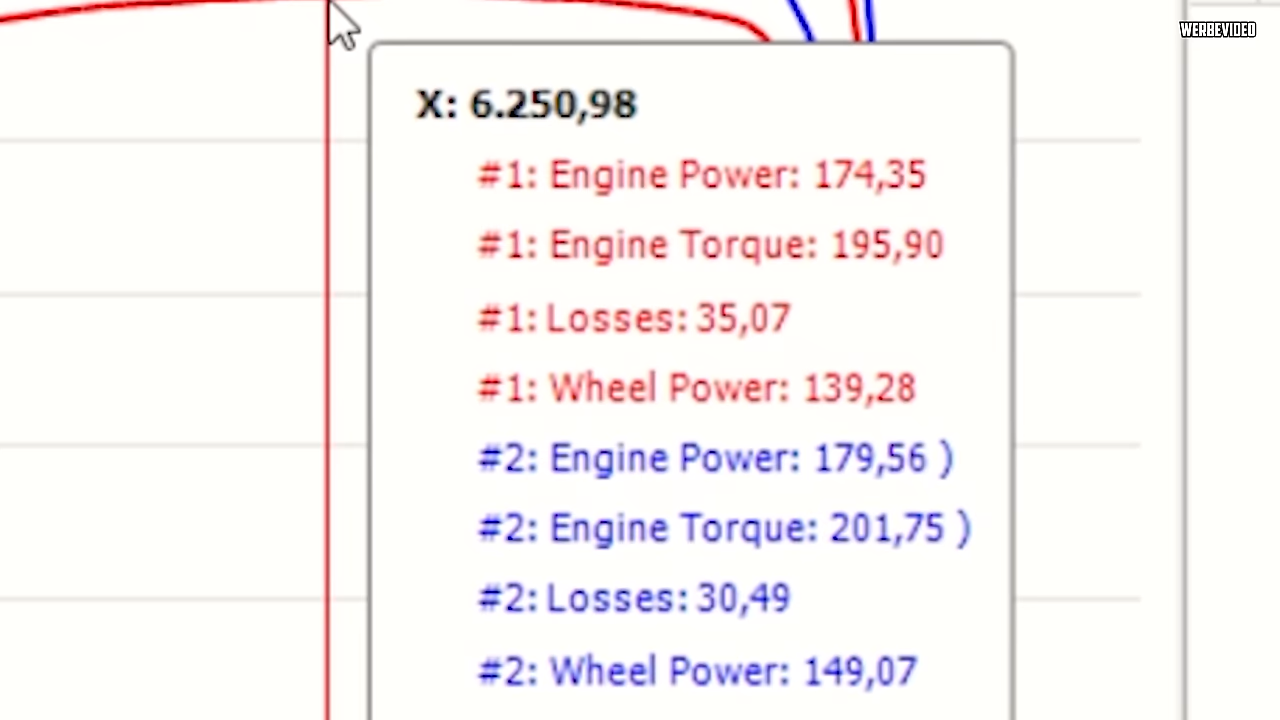 WERBEVIDEO
X: 6.250,98
#1: Engine Power: 174,35
#1: Engine Torque: 195,90
#1: Losses: 35,07
#1: Wheel Power: 139,28
#2: Engine Power: 179,56 )
#2: Engine Torque: 201,75 )
#2: Losses: 30,49
#2: Wheel Power: 149,07